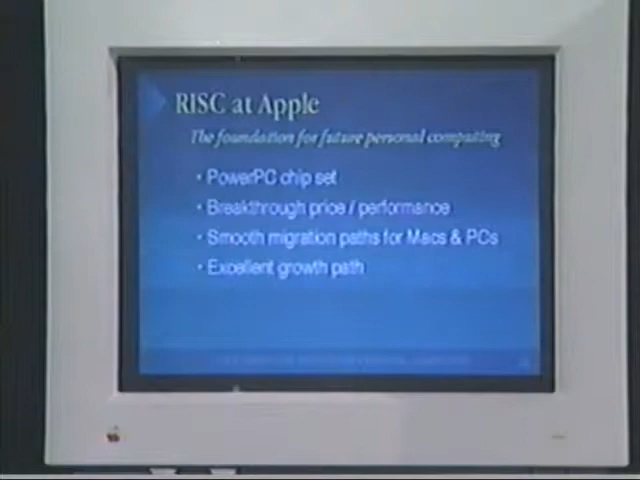 RISC at Apple
The foundation for future personal computing
• PowerPC chip set
• Breakthrough price / performance
• Smooth migration paths for Macs & PCs
• Excellent growth path